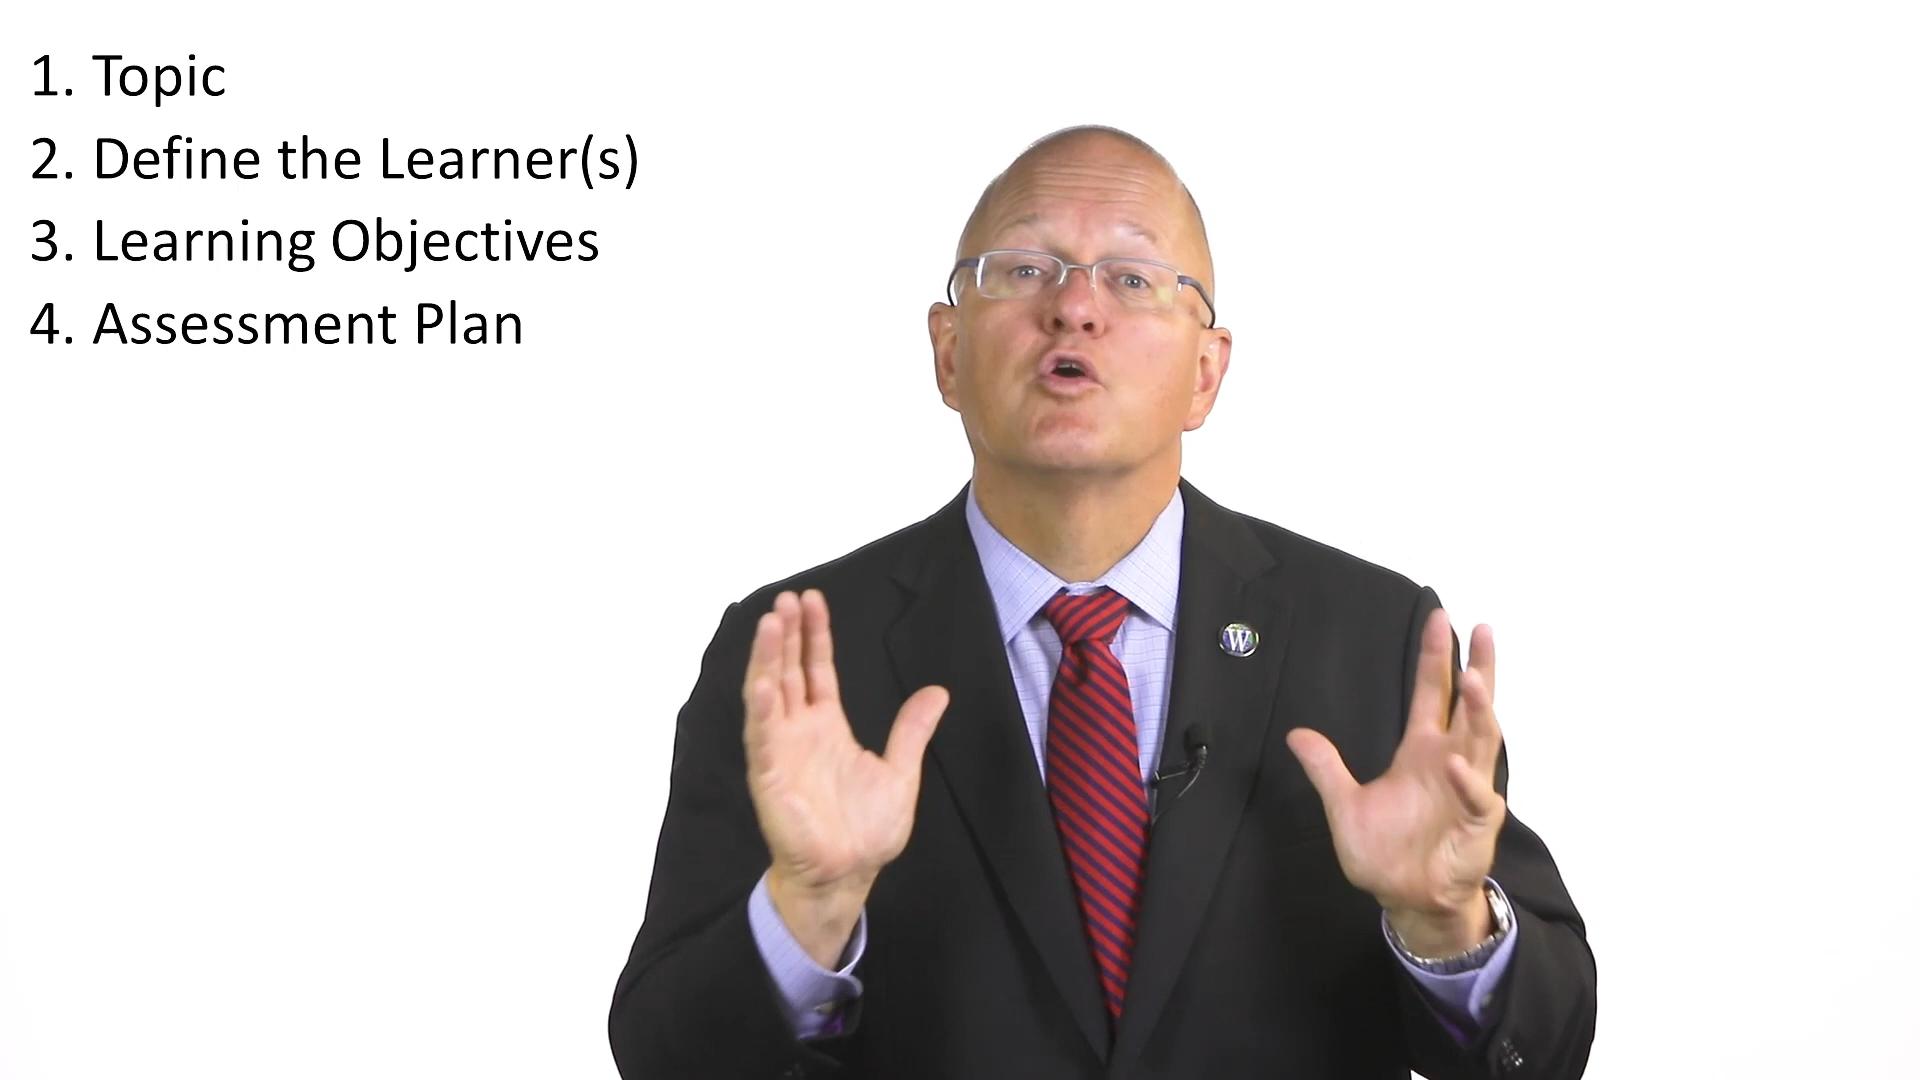 1. Topic
2. Define the Learner(s)
3. Learning Objectives
4. Assessment Plan
W